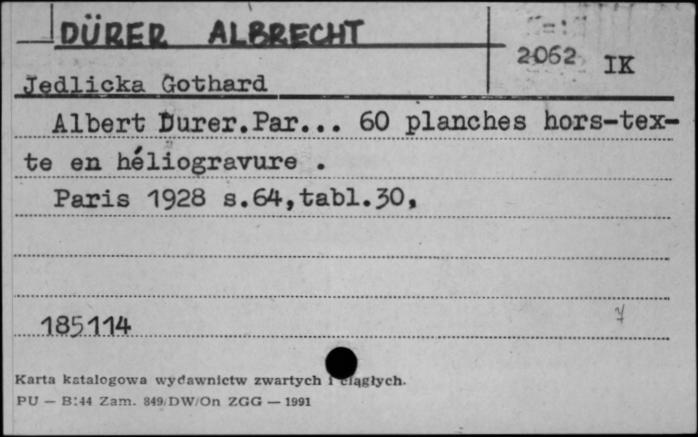 DÜRER ALBRECHT
2062 IK
Jedlicka Gothard
Albert Durer.Par... 60 planches hors-tex-
te en héliogravure .
Paris 1928 s.64,tabl.30,
185114
Karta katalogowa wydawnictw zwartych i ciągłych.
PU — B:44 Zam. 849/DW/On ZGG — 1991